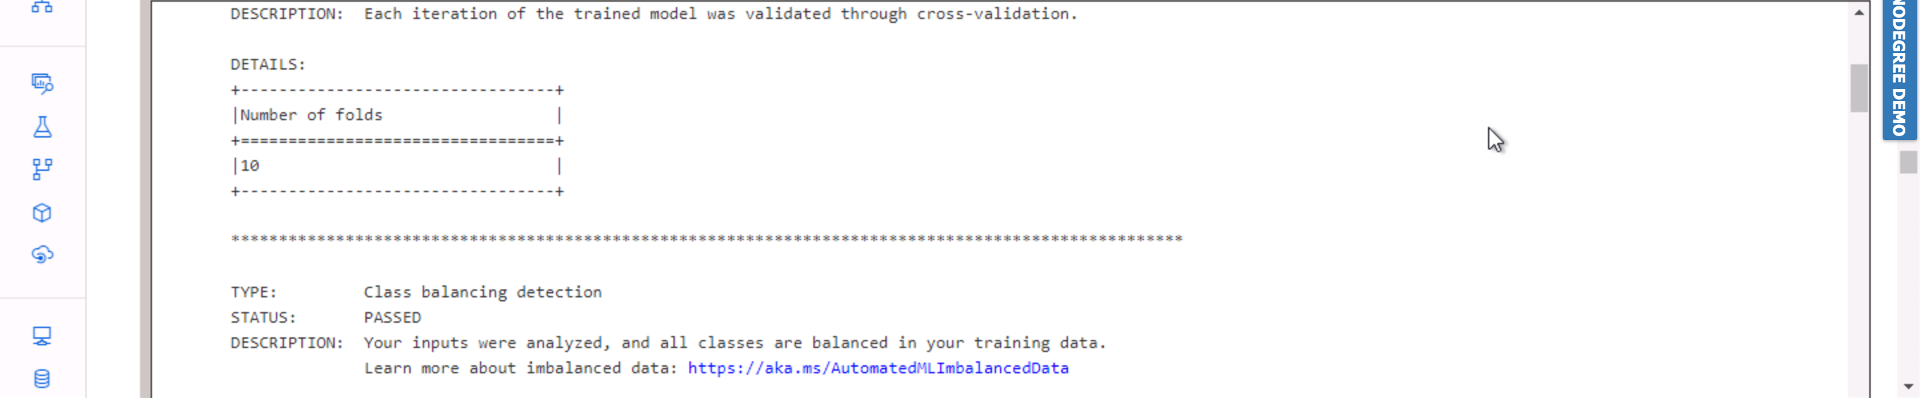 DESCRIPTION:  Each iteration of the trained model was validated through cross-validation.
DETAILS:
+---------------------------------+
|Number of folds                  |
+=================================+
|10                               |
+---------------------------------+
****************************************************************************************************
TYPE:         Class balancing detection
STATUS:       PASSED
DESCRIPTION:  Your inputs were analyzed, and all classes are balanced in your training data.
              Learn more about imbalanced data: https://aka.ms/AutomatedMLImbalancedData
NODEGREE DEMO